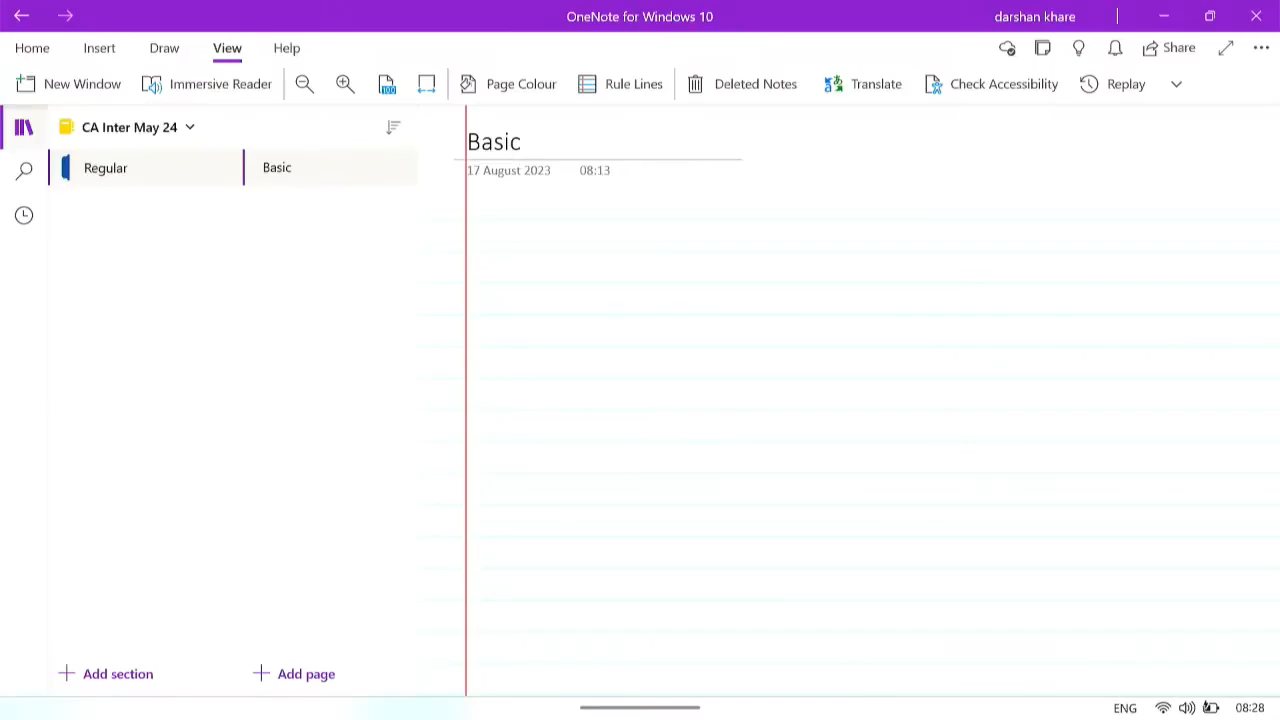 OneNote for Windows 10
darshan khare
Home Insert Draw View Help
Share
New Window Immersive Reader 100 Page Colour Rule Lines Deleted Notes Translate Check Accessibility Replay
CA Inter May 24
Regular
Basic
Basic
17 August 2023 08:13
Add section
Add page
ENG 08:28